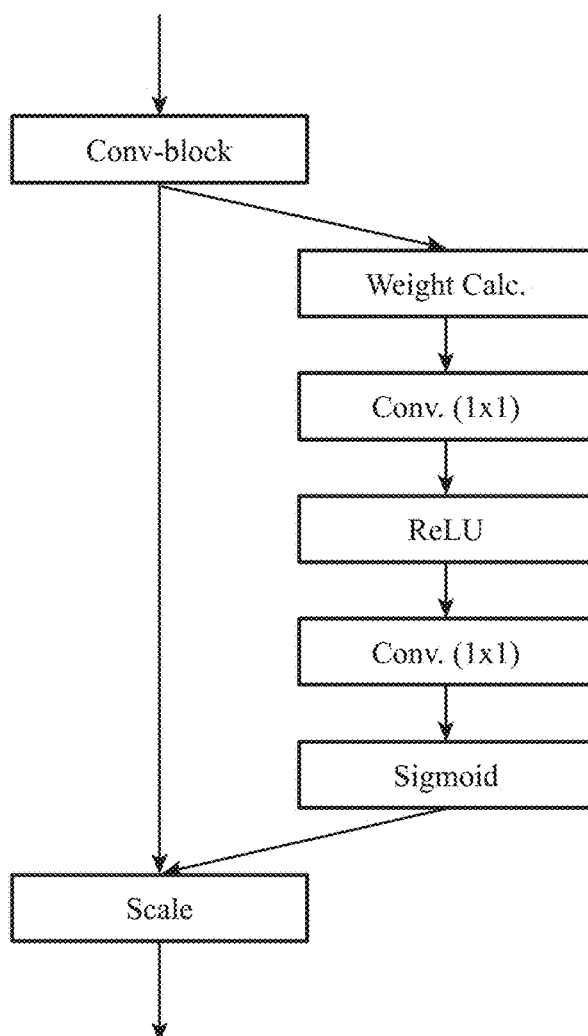 Conv-block
Weight Calc.
Conv. (1x1)
ReLU
Conv. (1x1)
Sigmoid
Scale